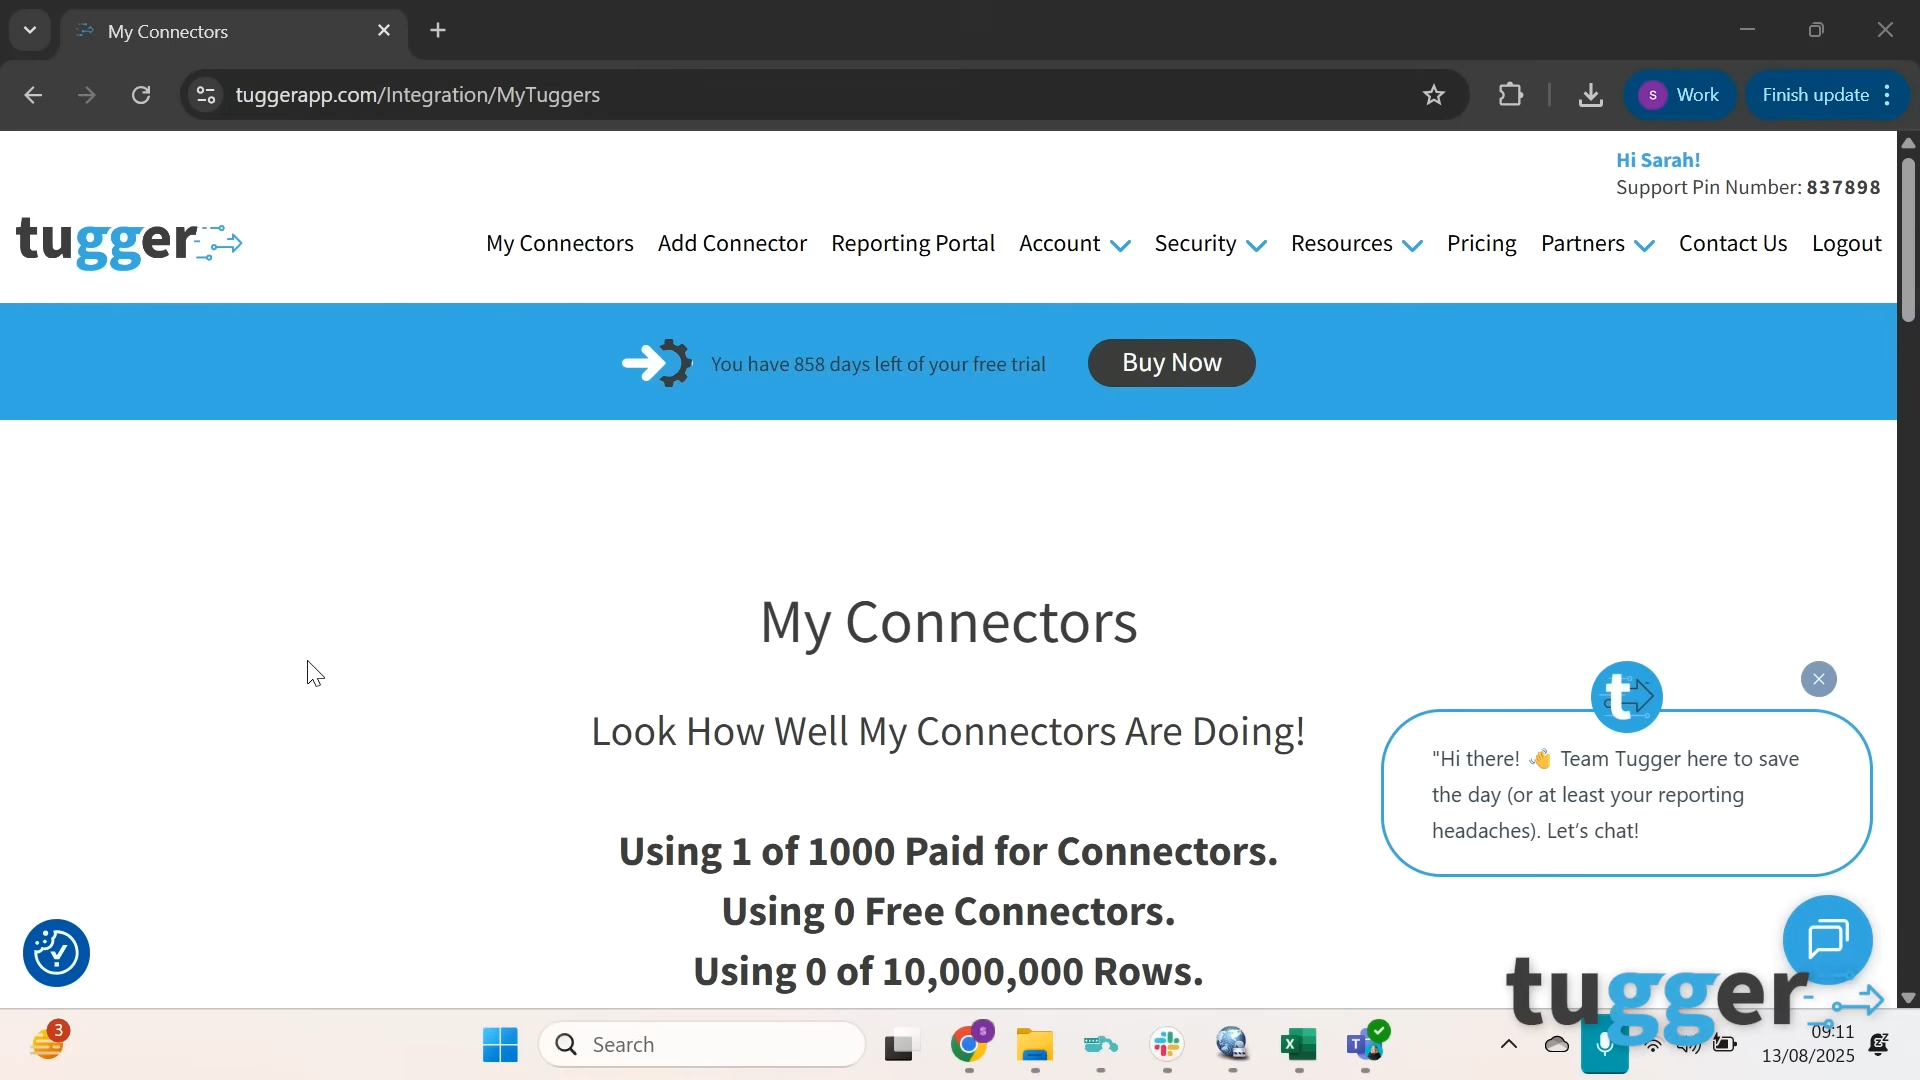 My Connectors
tuggerapp.com/Integration/MyTuggers
S Work
Finish update
Hi Sarah!
Support Pin Number: 837898
tugger
My Connectors Add Connector Reporting Portal Account Security Resources Pricing Partners Contact Us Logout
You have 858 days left of your free trial
Buy Now
My Connectors
Look How Well My Connectors Are Doing!
t
"Hi there! 👋 Team Tugger here to save
the day (or at least your reporting
headaches). Let's chat!
Using 1 of 1000 Paid for Connectors.
Using 0 Free Connectors.
Using 0 of 10,000,000 Rows.
tugger
3
Search
S
X
T
09:11
13/08/2025